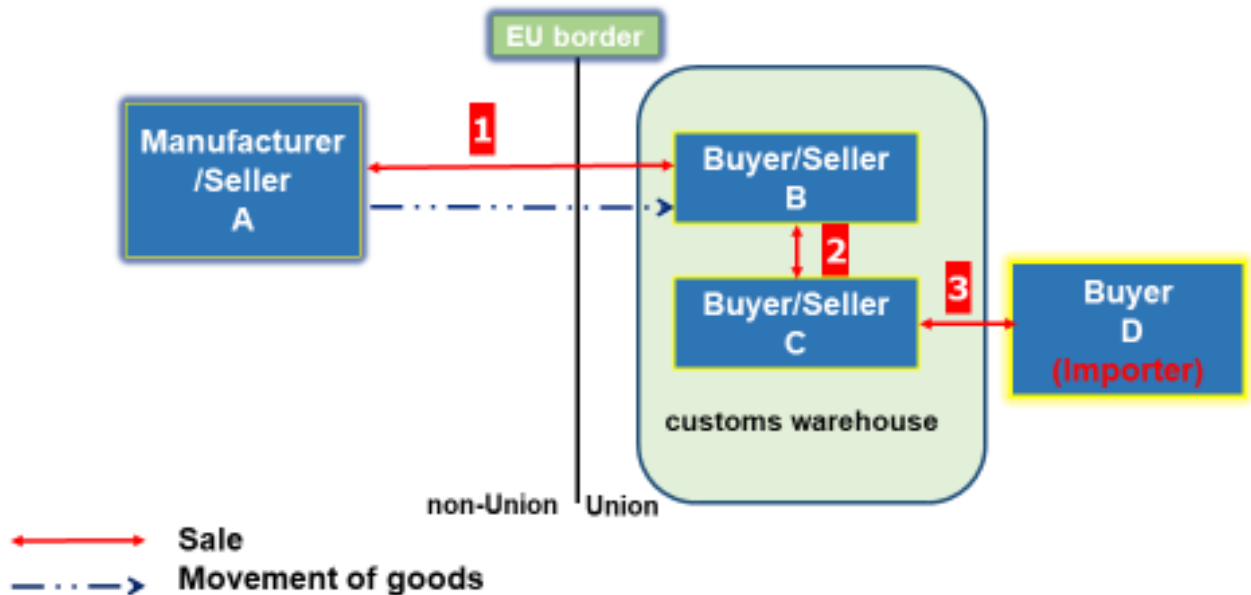 EU border
Manufacturer
/Seller
A
1
Buyer/Seller
B
2
Buyer/Seller
C
3
Buyer
D
(Importer)
customs warehouse
non-Union
Union
Sale
Movement of goods